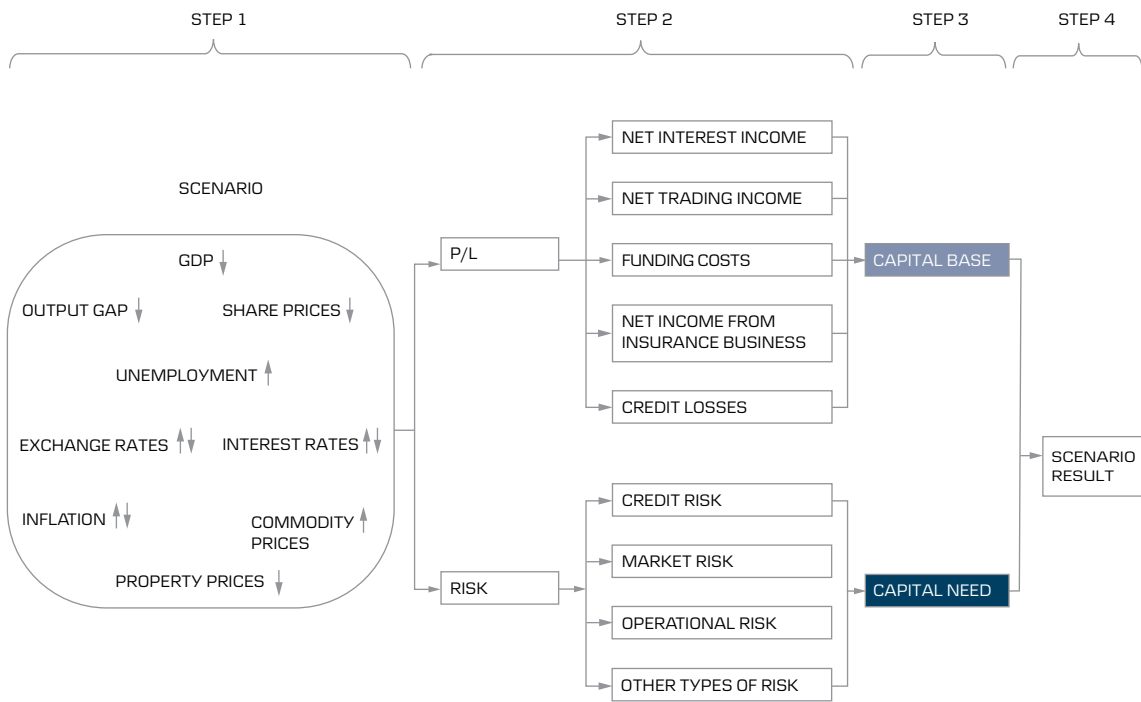 STEP 1
STEP 2
STEP 3
STEP 4
SCENARIO
GDP
OUTPUT GAP
SHARE PRICES
UNEMPLOYMENT
EXCHANGE RATES
INTEREST RATES
INFLATION
COMMODITY
PRICES
PROPERTY PRICES
P/L
RISK
NET INTEREST INCOME
NET TRADING INCOME
FUNDING COSTS
NET INCOME FROM
INSURANCE BUSINESS
CREDIT LOSSES
CREDIT RISK
MARKET RISK
OPERATIONAL RISK
OTHER TYPES OF RISK
CAPITAL BASE
CAPITAL NEED
SCENARIO
RESULT